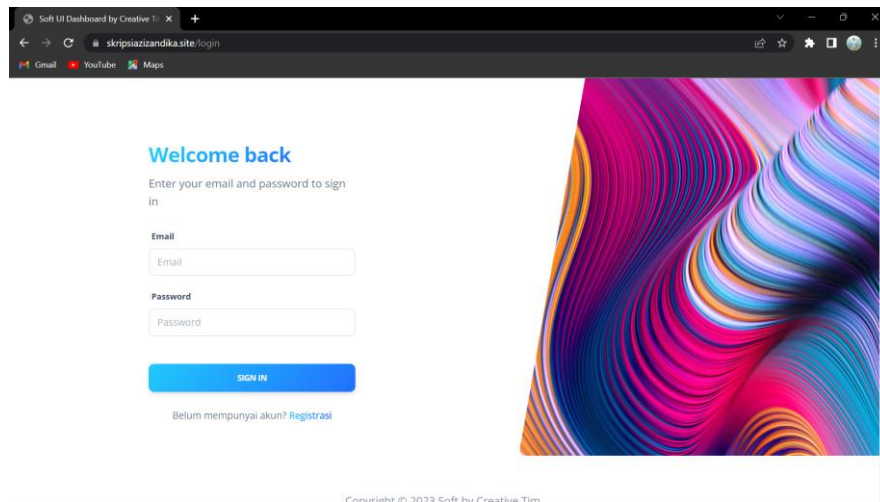 Soft UI Dashboard by Creative Ti
skripsiazizandika.site/login
Gmail YouTube Maps
Welcome back
Enter your email and password to sign
in
Email
Email
Password
Password
SIGN IN
Belum mempunyai akun? Registrasi
Copyright © 2023 Soft by Creative Tim